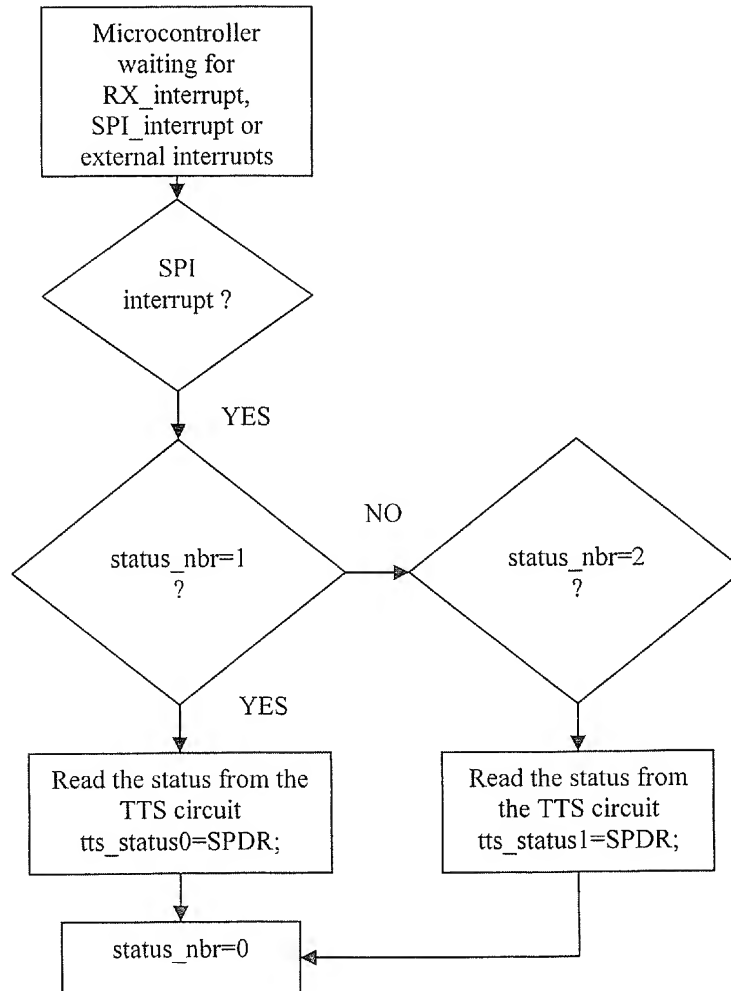 Microcontroller
waiting for
RX_interrupt,
SPI_interrupt or
external interrupts
SPI
interrupt ?
YES
status_nbr=1
?
NO
status_nbr=2
?
YES
Read the status from the
TTS circuit
tts_status0=SPDR;
Read the status from
the TTS circuit
tts_status1=SPDR;
status_nbr=0